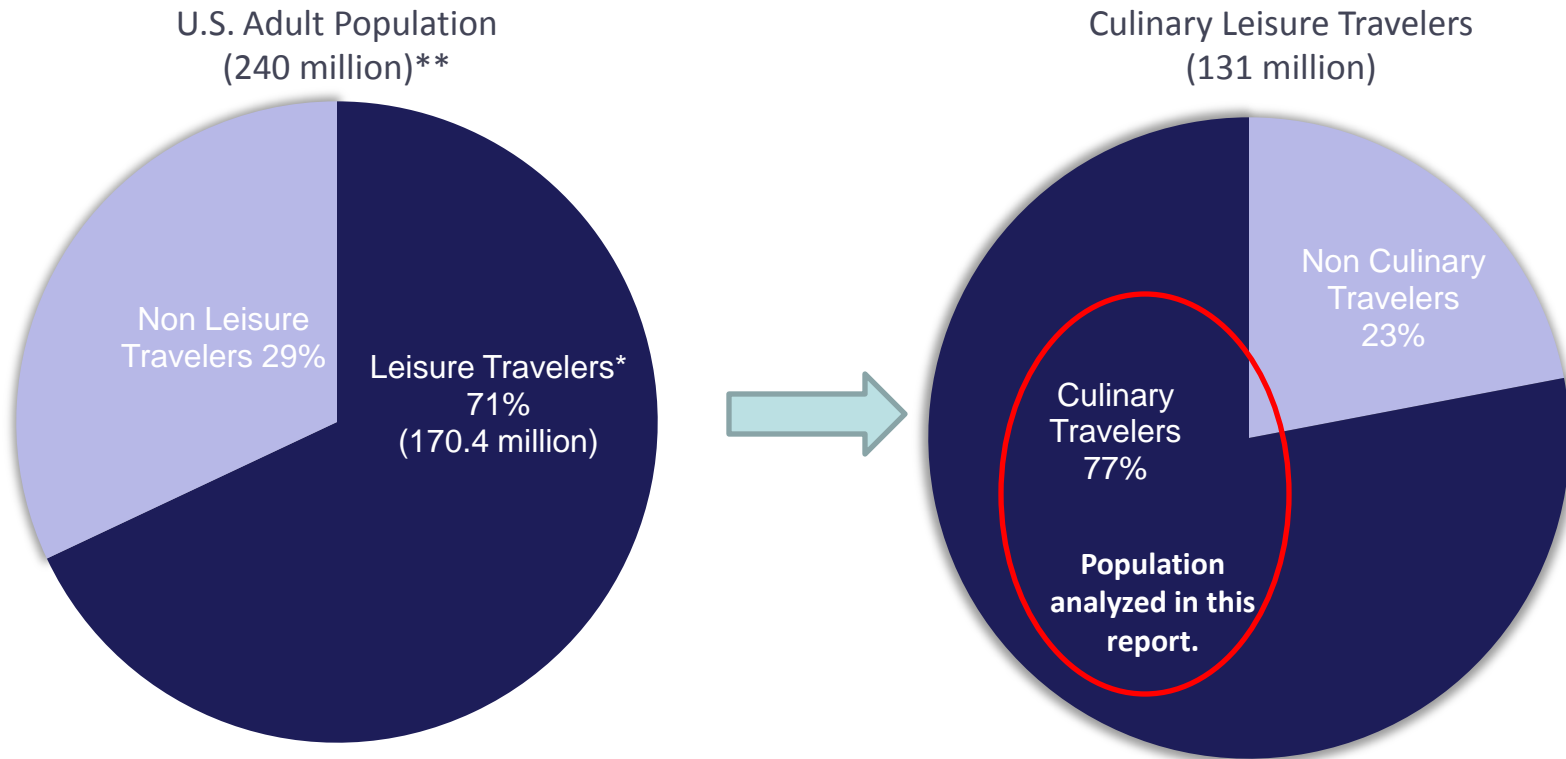 U.S. Adult Population
(240 million)**
Non Leisure
Travelers 29%
Leisure Travelers*
71%
(170.4 million)
Culinary Leisure Travelers
(131 million)
Non Culinary
Travelers
23%
Culinary
Travelers
77%
Population
analyzed in this
report.